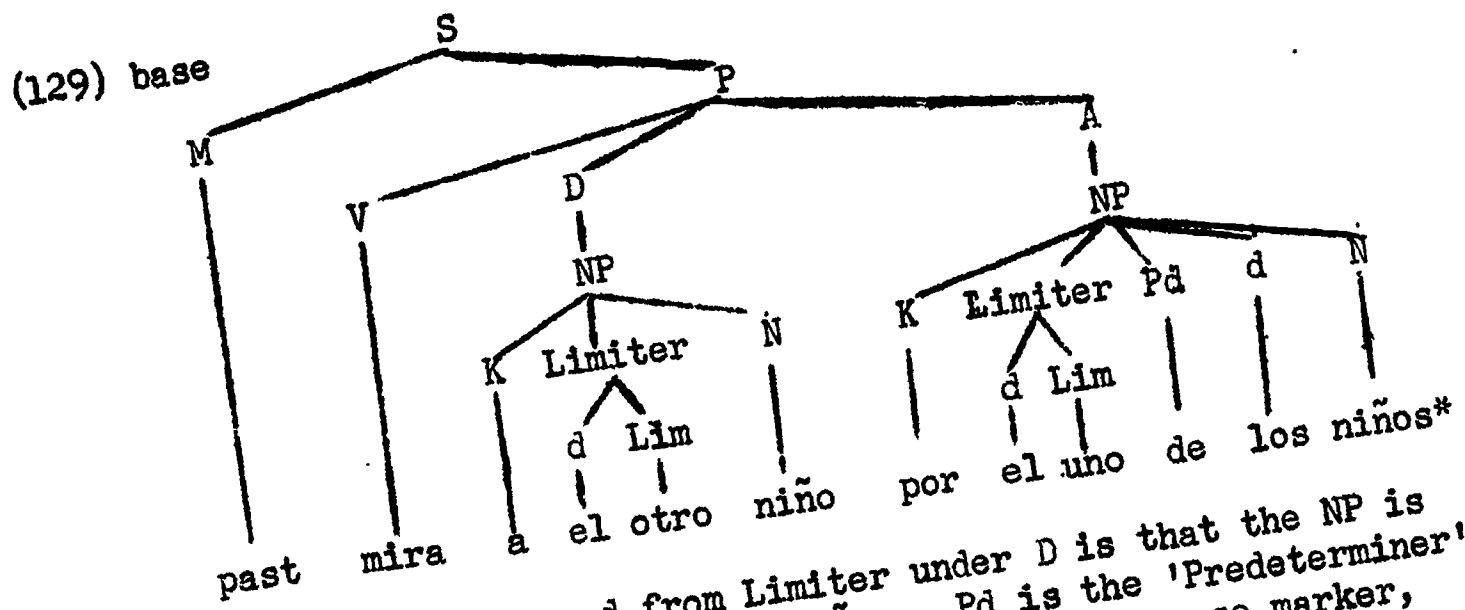 (129) base
S
P
M
A
V
D
NP
NP
K Limiter Pd d N
K Limiter N
d Lim
d Lim
past mira a el otro niño por el uno de los niños*
from Limiter under D is that the NP is
Pd is the 'Predeterminer'
marker,